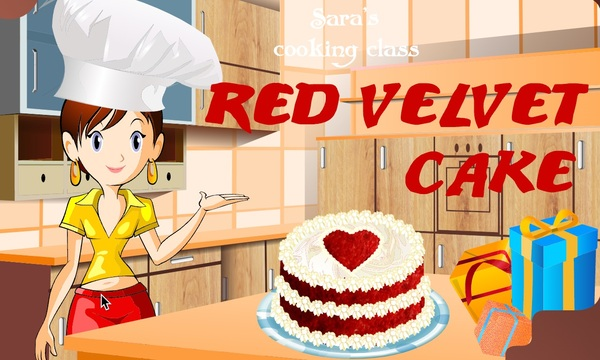 Sara's
cooking class
RED VELVET
CAKE